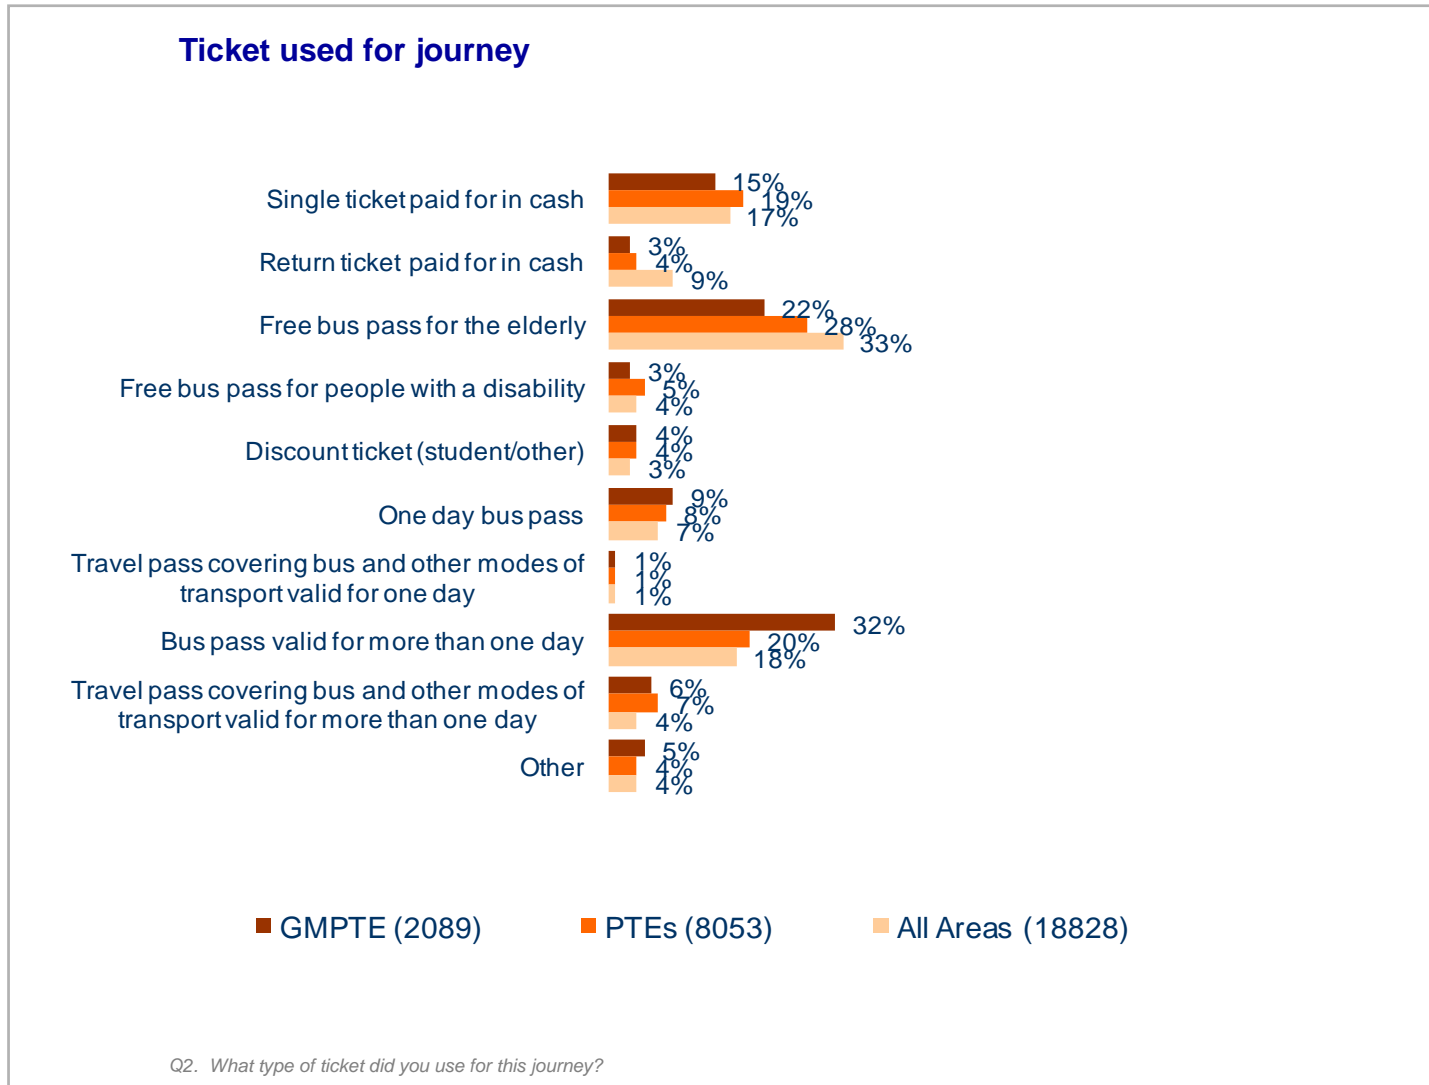 Ticket used for journey
Single ticket paid for in cash
15%
19%
17%
Return ticket paid for in cash
3%
4%
9%
Free bus pass for the elderly
22%
28%
33%
Free bus pass for people with a disability
3%
5%
4%
Discount ticket (student/other)
4%
4%
3%
One day bus pass
9%
8%
7%
Travel pass covering bus and other modes of
transport valid for one day
1%
1%
1%
Bus pass valid for more than one day
32%
20%
18%
Travel pass covering bus and other modes of
transport valid for more than one day
6%
7%
4%
Other
5%
4%
4%
GMPTE (2089) PTEs (8053) All Areas (18828)
Q2. What type of ticket did you use for this journey?